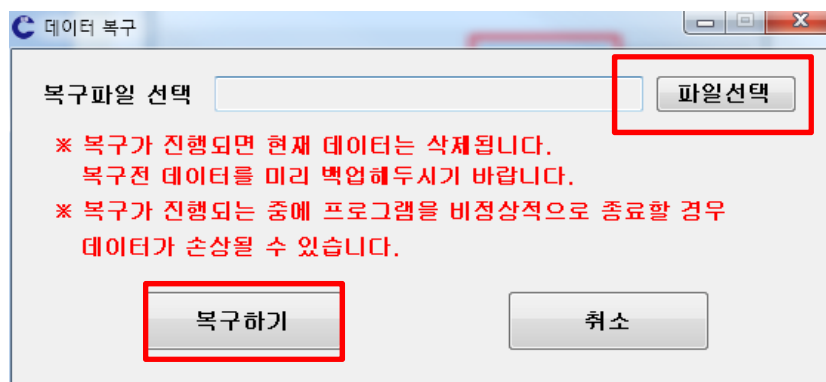 데이터 복구
복구파일 선택 파일선택
※ 복구가 진행되면 현재 데이터는 삭제됩니다.
복구전 데이터를 미리 백업해두시기 바랍니다.
※ 복구가 진행되는 중에 프로그램을 비정상적으로 종료할 경우
데이터가 손상될 수 있습니다.
복구하기 취소